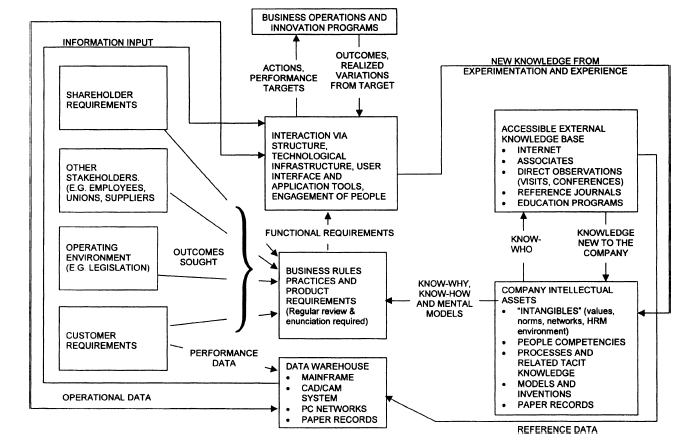 BUSINESS OPERATIONS AND
INNOVATION PROGRAMS
INFORMATION INPUT
ACTIONS,
PERFORMANCE
TARGETS
OUTCOMES,
REALIZED
VARIATIONS
FROM TARGET
NEW KNOWLEDGE FROM
EXPERIMENTATION AND EXPERIENCE
SHAREHOLDER
REQUIREMENTS
INTERACTION VIA
STRUCTURE,
TECHNOLOGICAL
INFRASTRUCTURE, USER
INTERFACE AND
APPLICATION TOOLS,
ENGAGEMENT OF PEOPLE
ACCESSIBLE EXTERNAL
KNOWLEDGE BASE
• INTERNET
• ASSOCIATES
• DIRECT OBSERVATIONS
(VISITS, CONFERENCES)
• REFERENCE JOURNALS
• EDUCATION PROGRAMS
OTHER
STAKEHOLDERS.
(E.G. EMPLOYEES,
UNIONS, SUPPLIERS
FUNCTIONAL REQUIREMENTS
KNOW-
WHO
KNOWLEDGE
NEW TO THE
COMPANY
OPERATING
ENVIRONMENT
(E.G. LEGISLATION)
OUTCOMES
SOUGHT
BUSINESS RULES
PRACTICES AND
PRODUCT
REQUIREMENTS
(Regular review &
enunciation required)
KNOW-WHY,
KNOW-HOW
AND MENTAL
MODELS
COMPANY INTELLECTUAL
ASSETS
• "INTANGIBLES" (values,
norms, networks, HRM
environment)
• PEOPLE COMPETENCIES
• PROCESSES AND
RELATED TACIT
KNOWLEDGE
• MODELS AND
INVENTIONS
• PAPER RECORDS
CUSTOMER
REQUIREMENTS
PERFORMANCE
DATA
DATA WAREHOUSE
• MAINFRAME
• CAD/CAM
SYSTEM
• PC NETWORKS
• PAPER RECORDS
OPERATIONAL DATA
REFERENCE DATA